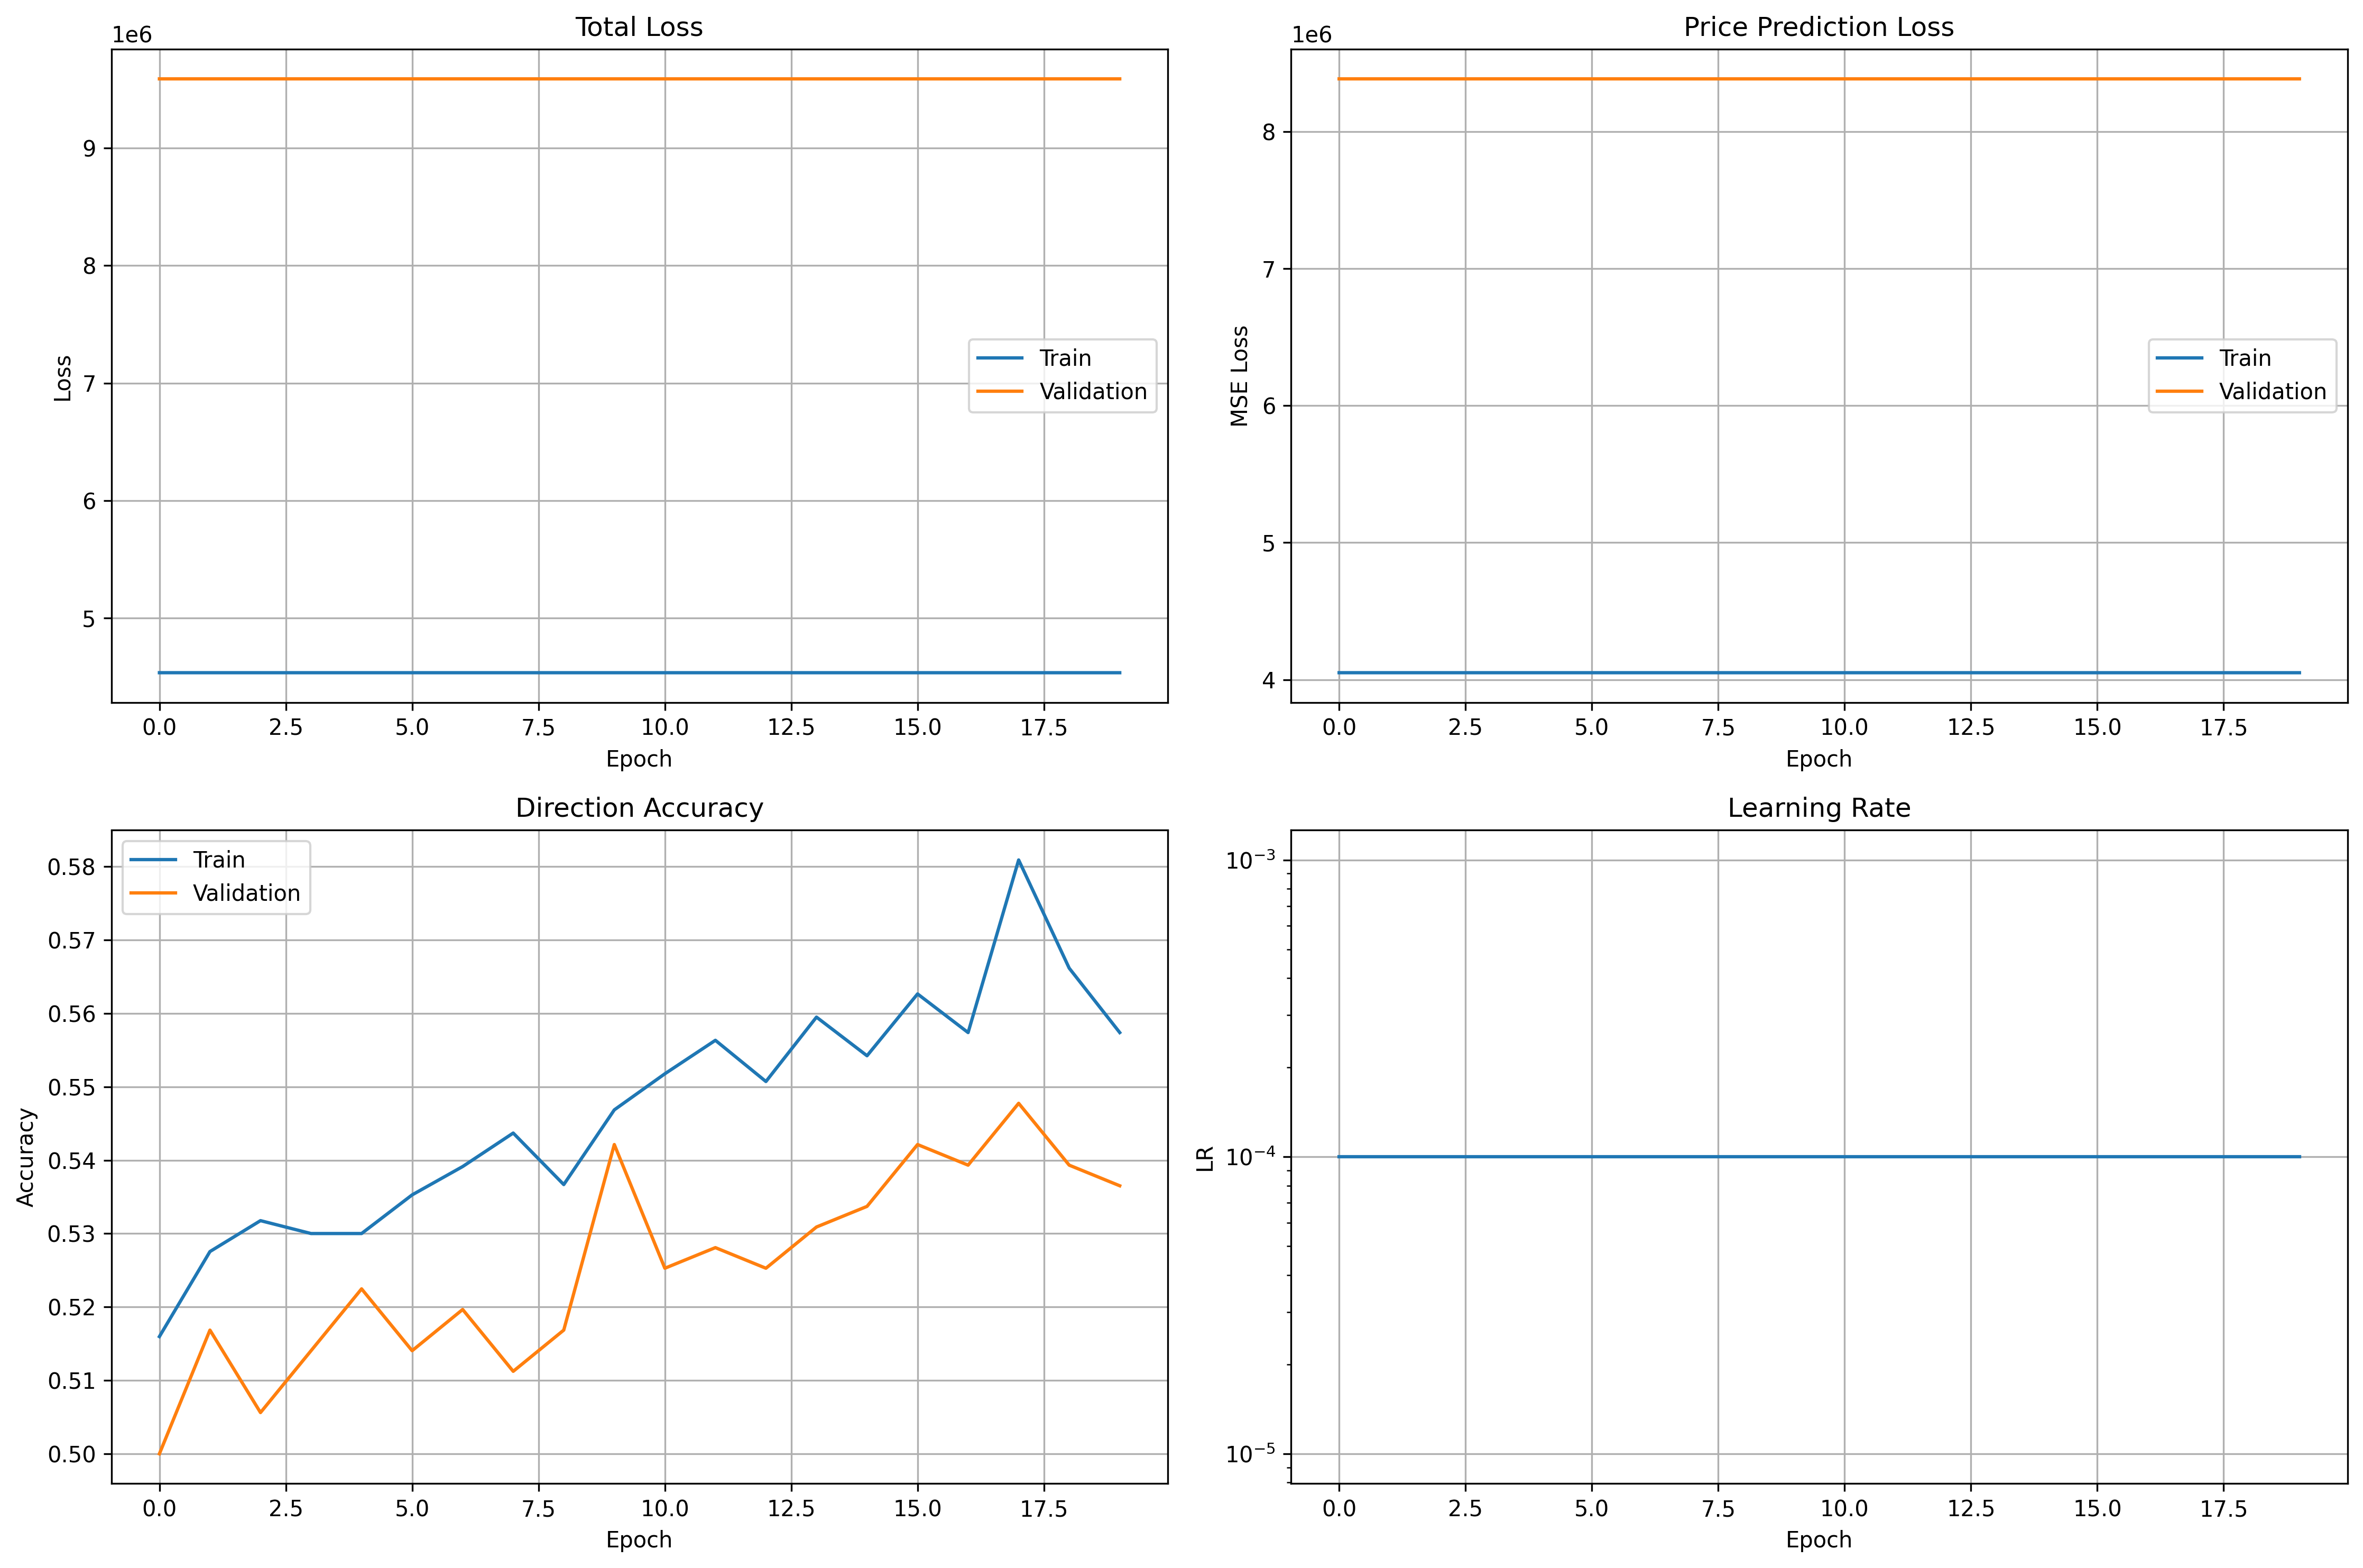 Total Loss
1e6
9
8
7
6
5
Loss
Train
Validation
0.0 2.5 5.0 7.5 10.0 12.5 15.0 17.5
Epoch
Price Prediction Loss
1e6
8
7
6
5
4
MSE Loss
Train
Validation
0.0 2.5 5.0 7.5 10.0 12.5 15.0 17.5
Epoch
Direction Accuracy
Train
Validation
0.58
0.57
0.56
0.55
0.54
0.53
0.52
0.51
0.50
Accuracy
0.0 2.5 5.0 7.5 10.0 12.5 15.0 17.5
Epoch
Learning Rate
10⁻³
10⁻⁴
10⁻⁵
LR
0.0 2.5 5.0 7.5 10.0 12.5 15.0 17.5
Epoch